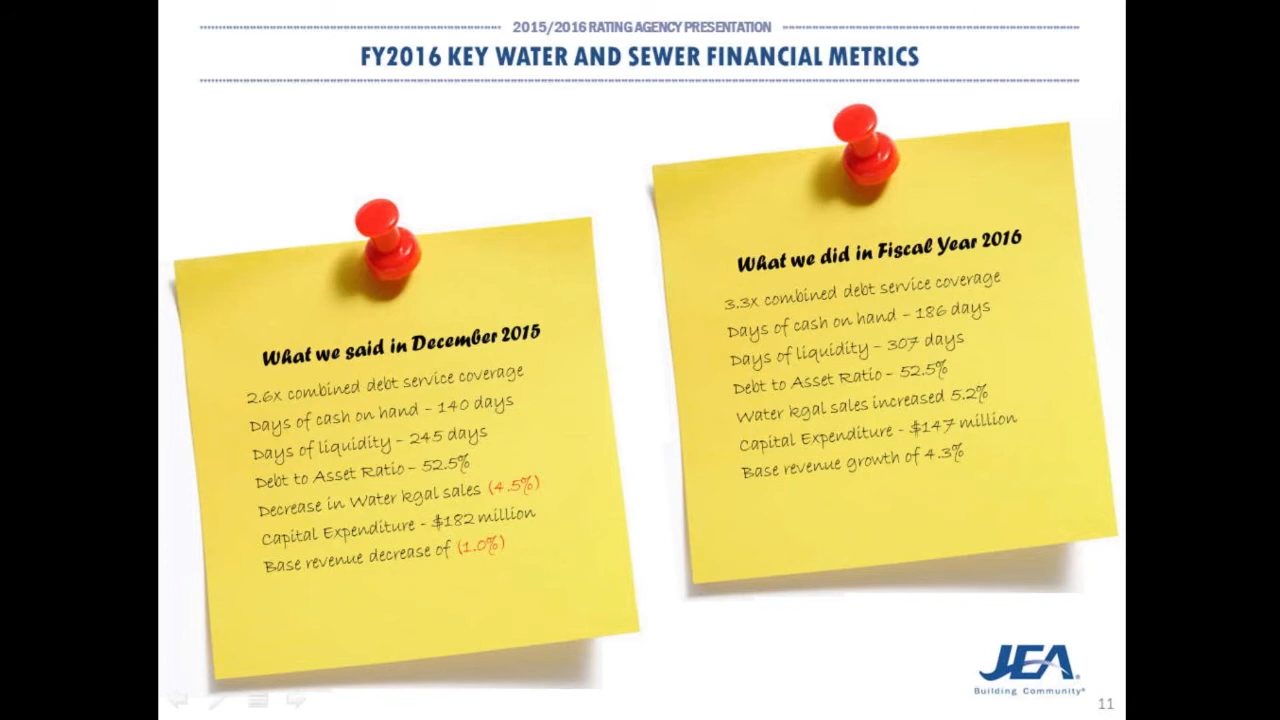 2015/2016 RATING AGENCY PRESENTATION
FY2016 KEY WATER AND SEWER FINANCIAL METRICS
What we said in December 2015
2.6x combined debt service coverage
Days of cash on hand – 140 days
Days of liquidity – 245 days
Debt to Asset Ratio – 52.5%
Decrease in Water kgal sales (4.5%)
Capital Expenditure - $182 million
Base revenue decrease of (1.0%)
What we did in Fiscal Year 2016
3.3x combined debt service coverage
Days of cash on hand – 186 days
Days of liquidity – 307 days
Debt to Asset Ratio – 52.5%
Water kgal sales increased 5.2%
Capital Expenditure - $147 million
Base revenue growth of 4.3%
JEA®
Building Community®
11